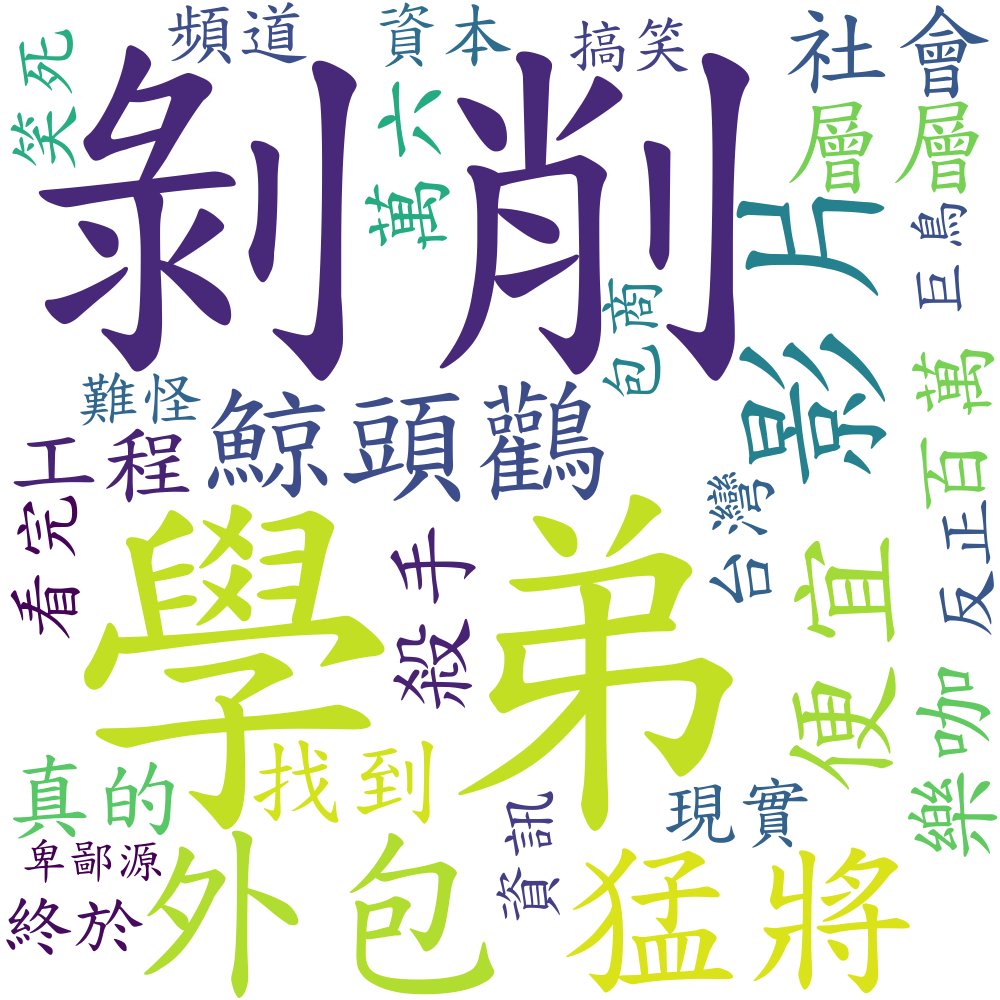 頻道
資本
搞笑
社會
笑死
剝削
萬六
層層
影片
巨鳥
包商
難怪
鯨頭鸛
百萬
工程
台灣
反正
看完
學弟
殺手
便宜
樂咖
真的
找到
資訊
現實
卑鄙源
外包
猛將
終於